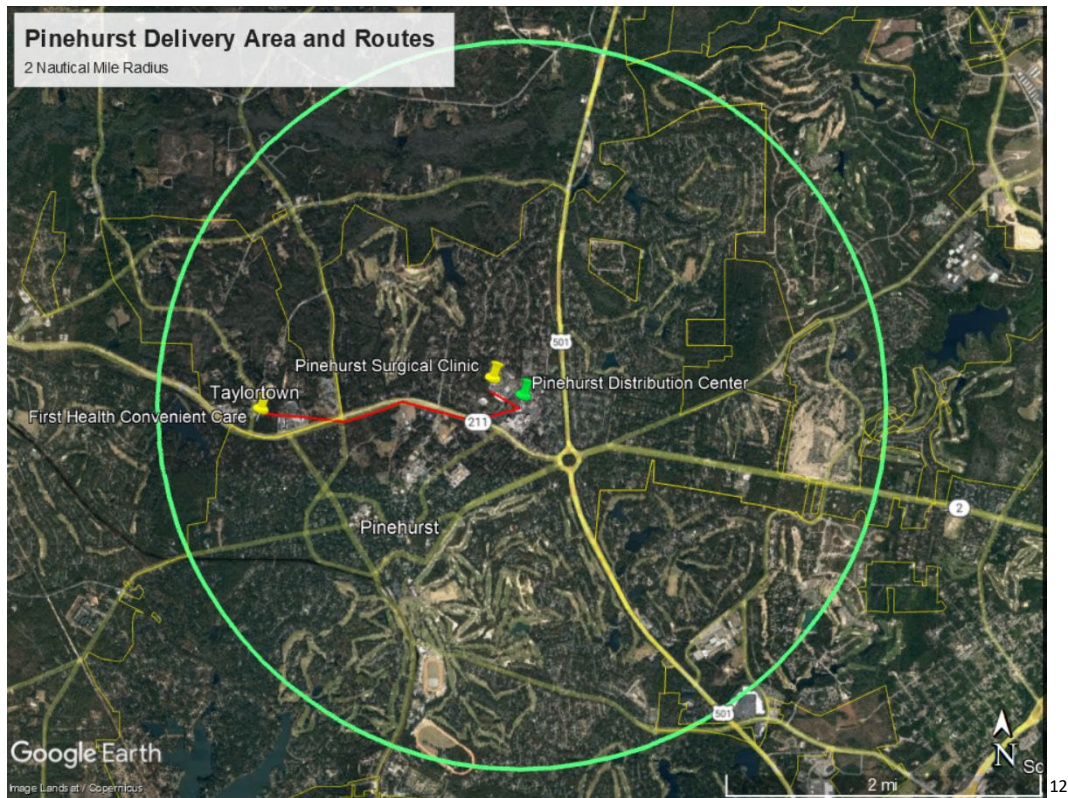 Pinehurst Delivery Area and Routes
2 Nautical Mile Radius
501
Pinehurst Surgical Clinic
Pinehurst Distribution Center
Taylortown
First Health Convenient Care
211
2
Pinehurst
501
N
So
Google Earth
2 mi
Image Landsat / Copernicus
12